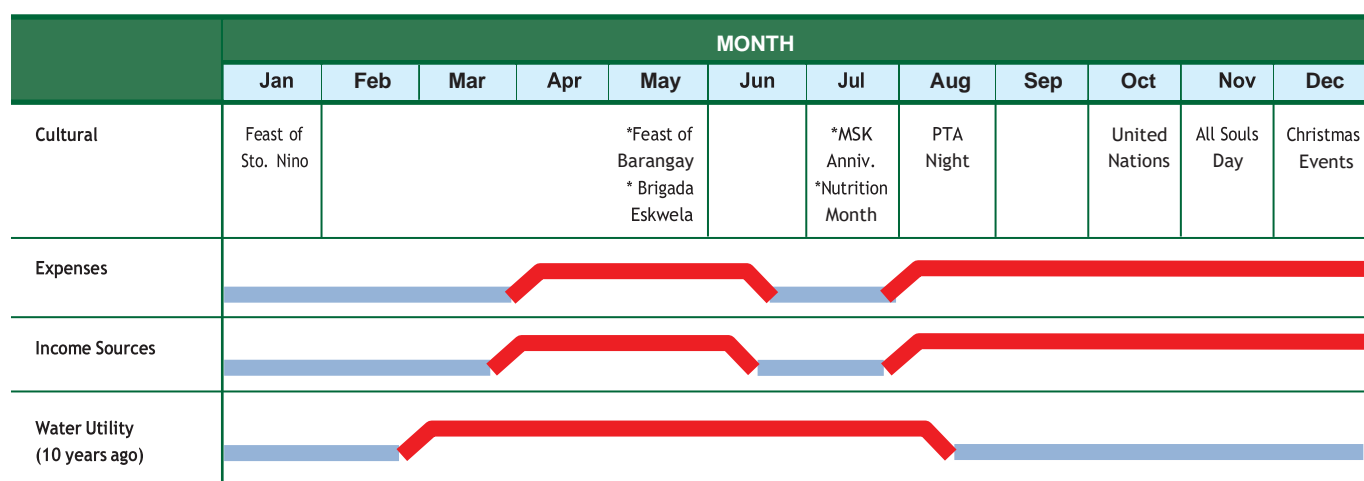 MONTH
Jan Feb Mar Apr May Jun Jul Aug Sep Oct Nov Dec
Cultural
Feast of
Sto. Nino
*Feast of
Barangay
* Brigada
Eskwela
*MSK
Anniv.
*Nutrition
Month
PTA
Night
United
Nations
All Souls
Day
Christmas
Events
Expenses
Income Sources
Water Utility
(10 years ago)